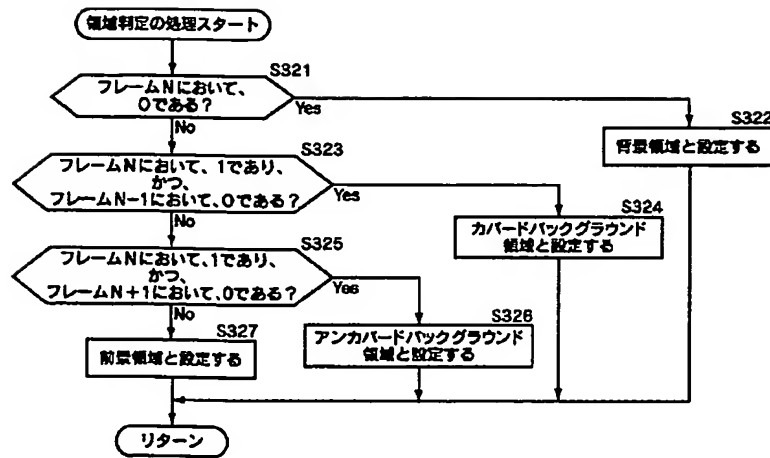 領域判定の処理スタート
S321
フレームNにおいて、
0である？
Yes
No
S322
背景領域と設定する
S323
フレームNにおいて、1であり、
かつ、
フレームN-1において、0である？
Yes
No
S324
カバードバックグラウンド
領域と設定する
S325
フレームNにおいて、1であり、
かつ、
フレームN+1において、0である？
Yes
No
S326
アンカバードバックグラウンド
領域と設定する
S327
前景領域と設定する
リターン